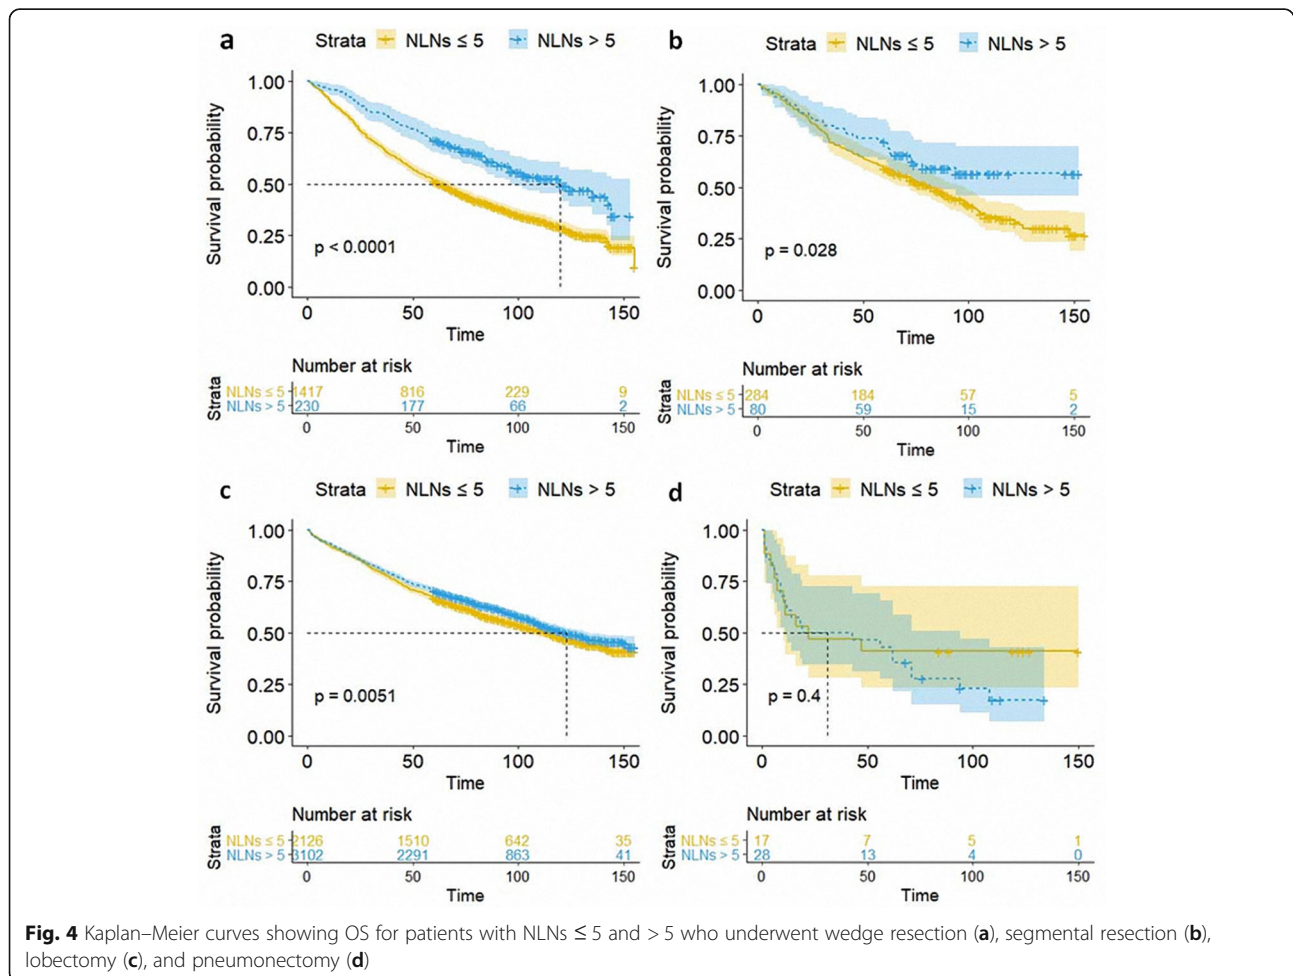 a Strata NLNs ≤ 5 NLNs > 5
Survival probability
1.00
0.75
0.50
0.25
0.00
p < 0.0001
0 50 100 150
Time
Number at risk
Strata
NLNs ≤ 5 1417 816 229 9
NLNs > 5 230 177 66 2
0 50 100 150
Time
b Strata NLNs ≤ 5 NLNs > 5
Survival probability
1.00
0.75
0.50
0.25
0.00
p = 0.028
0 50 100 150
Time
Number at risk
Strata
NLNs ≤ 5 284 184 57 5
NLNs > 5 80 59 15 2
0 50 100 150
Time
c Strata NLNs ≤ 5 NLNs > 5
Survival probability
1.00
0.75
0.50
0.25
0.00
p = 0.0051
0 50 100 150
Time
Number at risk
Strata
NLNs ≤ 5 2126 1510 642 35
NLNs > 5 3102 2291 863 41
0 50 100 150
Time
d Strata NLNs ≤ 5 NLNs > 5
Survival probability
1.00
0.75
0.50
0.25
0.00
p = 0.4
0 50 100 150
Time
Number at risk
Strata
NLNs ≤ 5 17 7 5 1
NLNs > 5 28 13 4 0
0 50 100 150
Time
Fig. 4 Kaplan–Meier curves showing OS for patients with NLNs ≤ 5 and > 5 who underwent wedge resection (a), segmental resection (b),
lobectomy (c), and pneumonectomy (d)